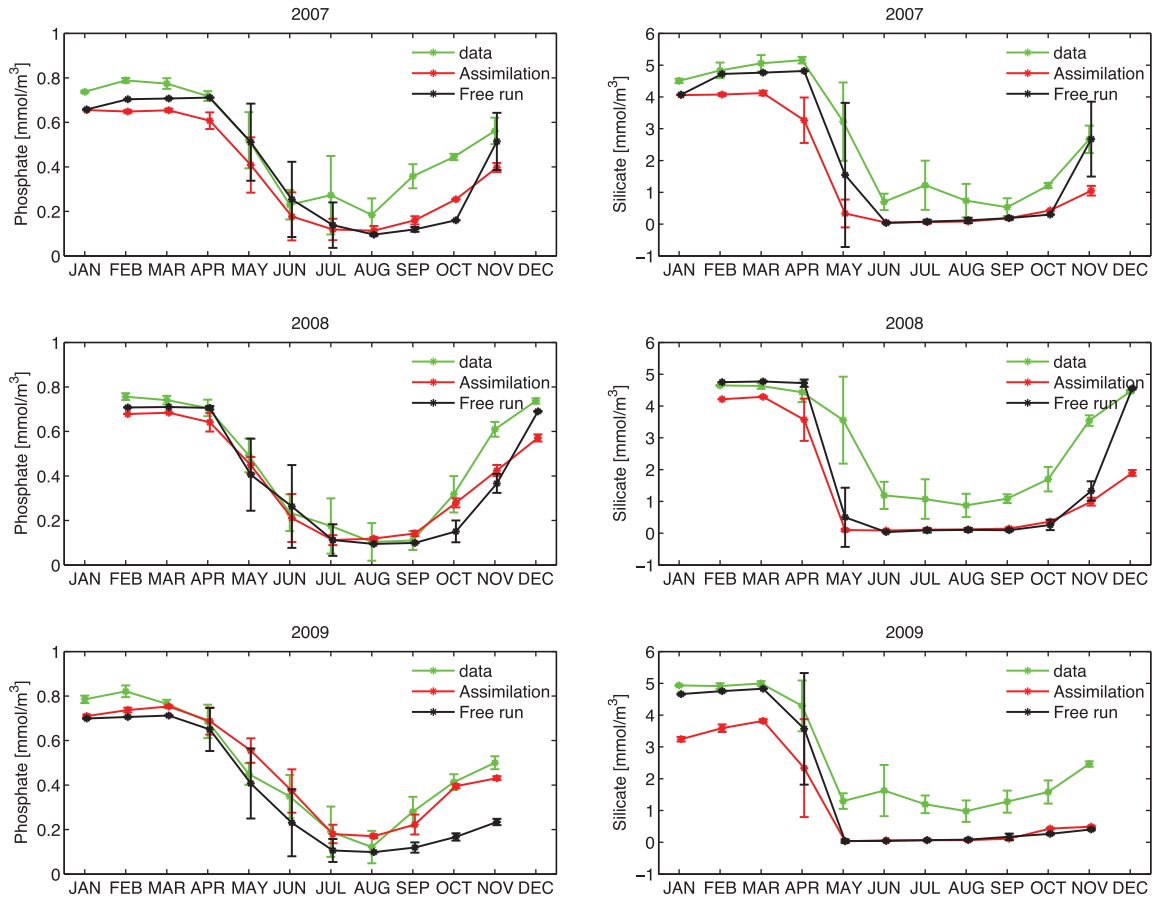 2007
Phosphate [mmol/m³]
1
0.8
0.6
0.4
0.2
0
data
Assimilation
Free run
JAN FEB MAR APR MAY JUN JUL AUG SEP OCT NOV DEC
2007
Silicate [mmol/m³]
6
5
4
3
2
1
0
−1
data
Assimilation
Free run
JAN FEB MAR APR MAY JUN JUL AUG SEP OCT NOV DEC
2008
Phosphate [mmol/m³]
1
0.8
0.6
0.4
0.2
0
data
Assimilation
Free run
JAN FEB MAR APR MAY JUN JUL AUG SEP OCT NOV DEC
2008
Silicate [mmol/m³]
6
5
4
3
2
1
0
−1
data
Assimilation
Free run
JAN FEB MAR APR MAY JUN JUL AUG SEP OCT NOV DEC
2009
Phosphate [mmol/m³]
1
0.8
0.6
0.4
0.2
0
data
Assimilation
Free run
JAN FEB MAR APR MAY JUN JUL AUG SEP OCT NOV DEC
2009
Silicate [mmol/m³]
6
5
4
3
2
1
0
−1
data
Assimilation
Free run
JAN FEB MAR APR MAY JUN JUL AUG SEP OCT NOV DEC